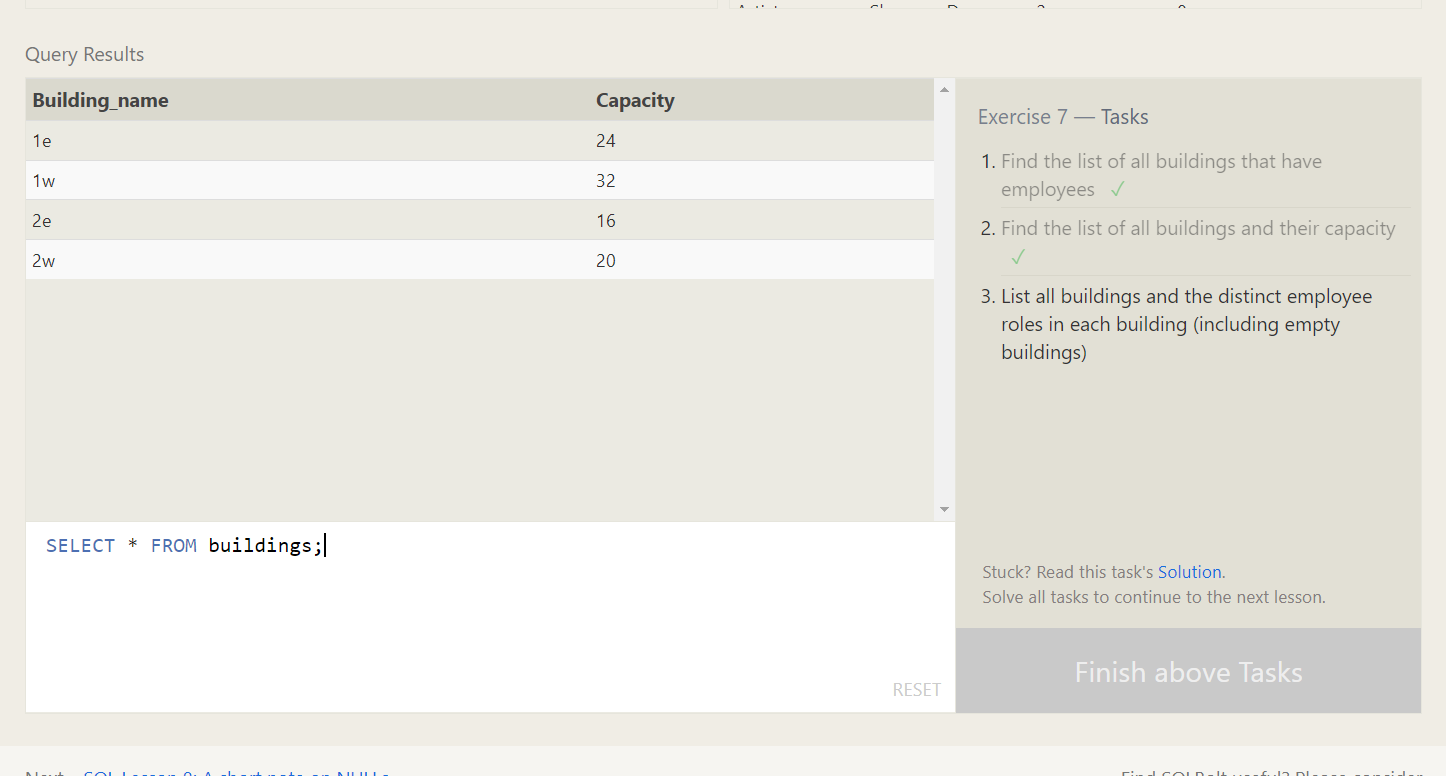 Query Results
Building_name Capacity
1e 24
1w 32
2e 16
2w 20
SELECT * FROM buildings;
RESET
Exercise 7 — Tasks
1. Find the list of all buildings that have
employees ✓
2. Find the list of all buildings and their capacity
✓
3. List all buildings and the distinct employee
roles in each building (including empty
buildings)
Stuck? Read this task's Solution.
Solve all tasks to continue to the next lesson.
Finish above Tasks